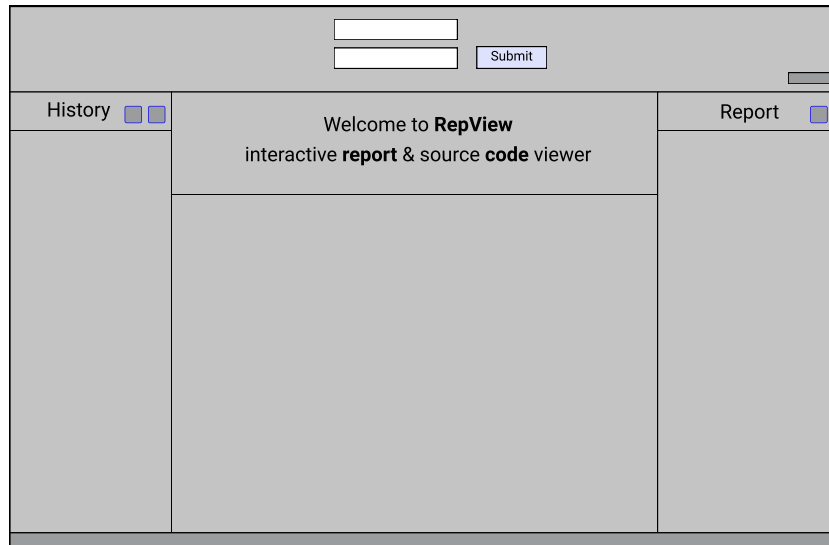 Submit
History
Welcome to RepView
interactive report & source code viewer
Report